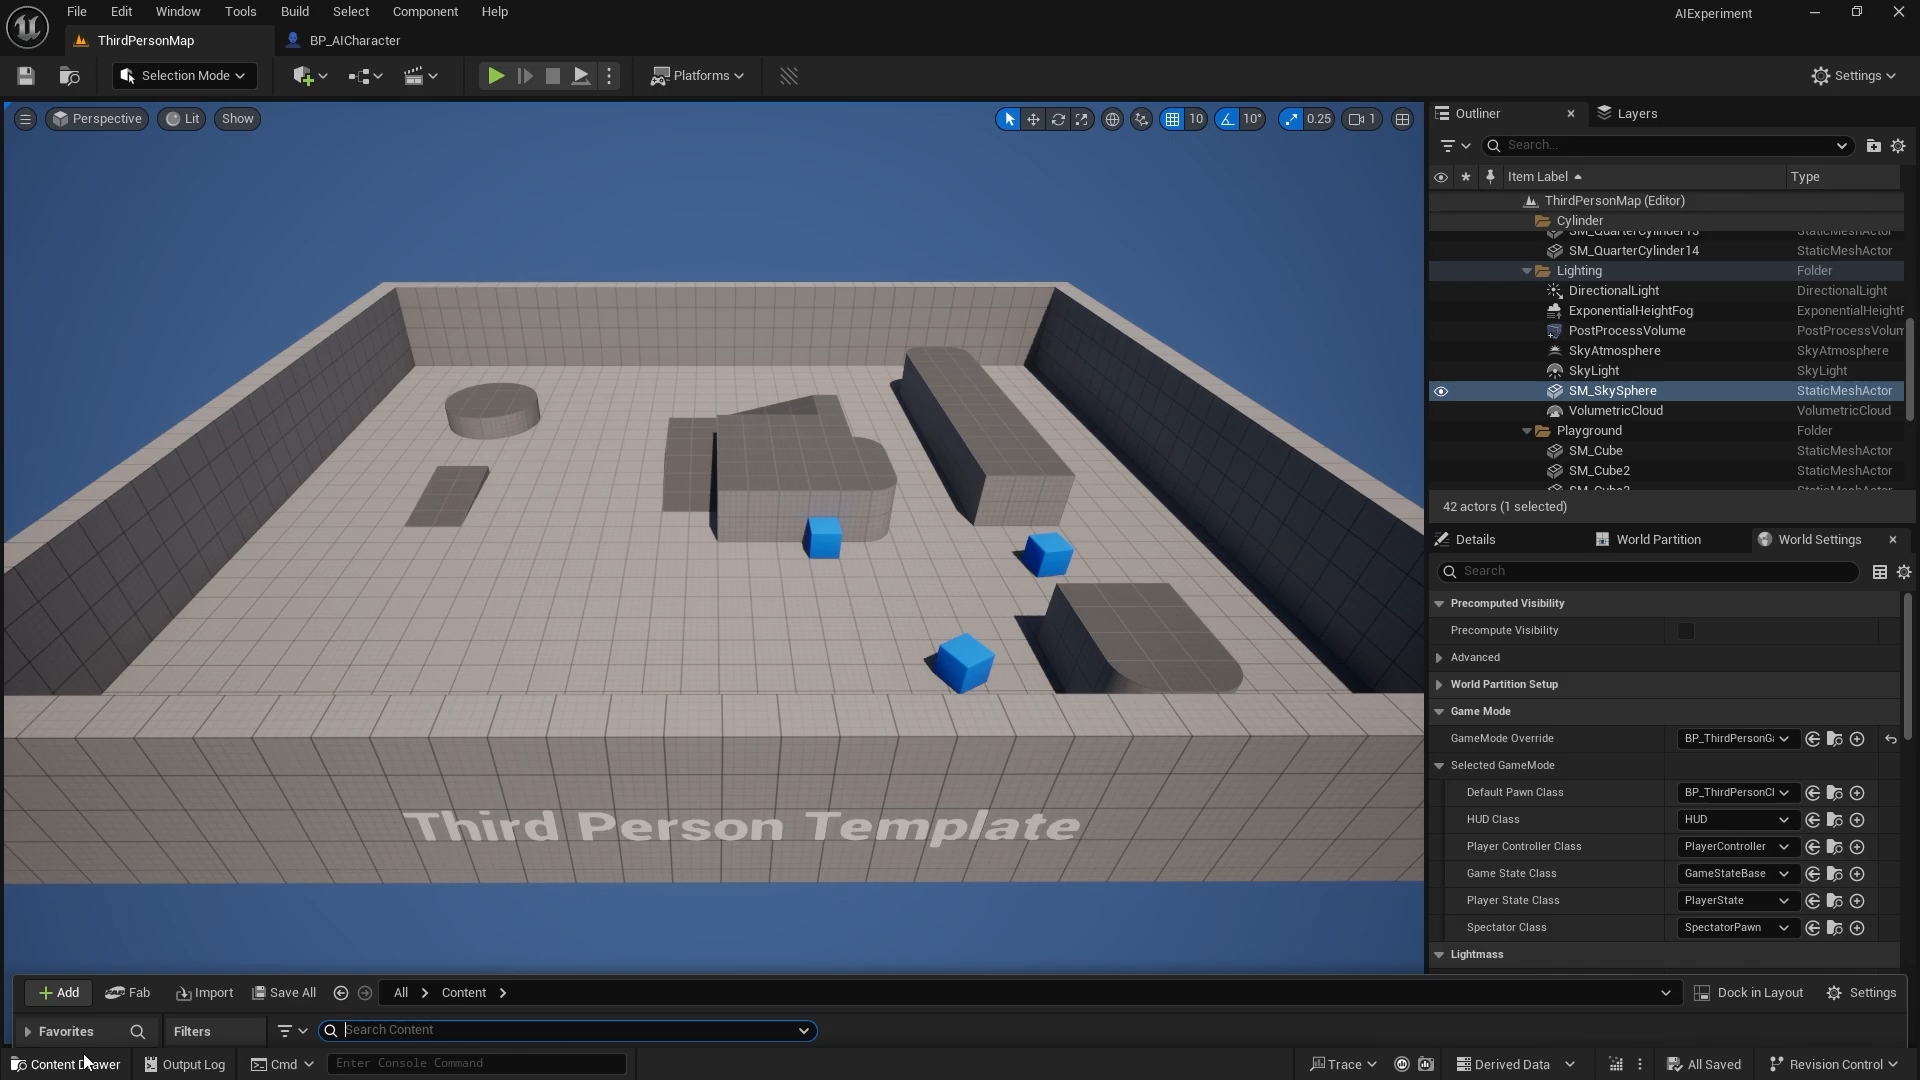 File Edit Window Tools Build Select Component Help
AIExperiment
ThirdPersonMap
BP_AICharacter
Selection Mode
Platforms
Settings
Perspective
Lit
Show
10
10°
0.25
1
Outliner
Layers
Search...
Item Label
Type
ThirdPersonMap (Editor)
Cylinder
SM_QuarterCylinder14 StaticMeshActor
Lighting Folder
DirectionalLight DirectionalLight
ExponentialHeightFog ExponentialHeightF
PostProcessVolume PostProcessVolum
SkyAtmosphere SkyAtmosphere
SkyLight SkyLight
SM_SkySphere StaticMeshActor
VolumetricCloud VolumetricCloud
Playground Folder
SM_Cube StaticMeshActor
SM_Cube2 StaticMeshActor
42 actors (1 selected)
Details
World Partition
World Settings
Search
Precomputed Visibility
Precompute Visibility
Advanced
World Partition Setup
Game Mode
GameMode Override BP_ThirdPersonGa
Selected GameMode
Default Pawn Class BP_ThirdPersonCl
HUD Class HUD
Player Controller Class PlayerController
Game State Class GameStateBase
Player State Class PlayerState
Spectator Class SpectatorPawn
Lightmass
Third Person Template
Add
Fab
Import
Save All
All
Content
Dock in Layout
Settings
Favorites
Filters
Search Content
Content Drawer
Output Log
Cmd
Enter Console Command
Trace
Derived Data
All Saved
Revision Control